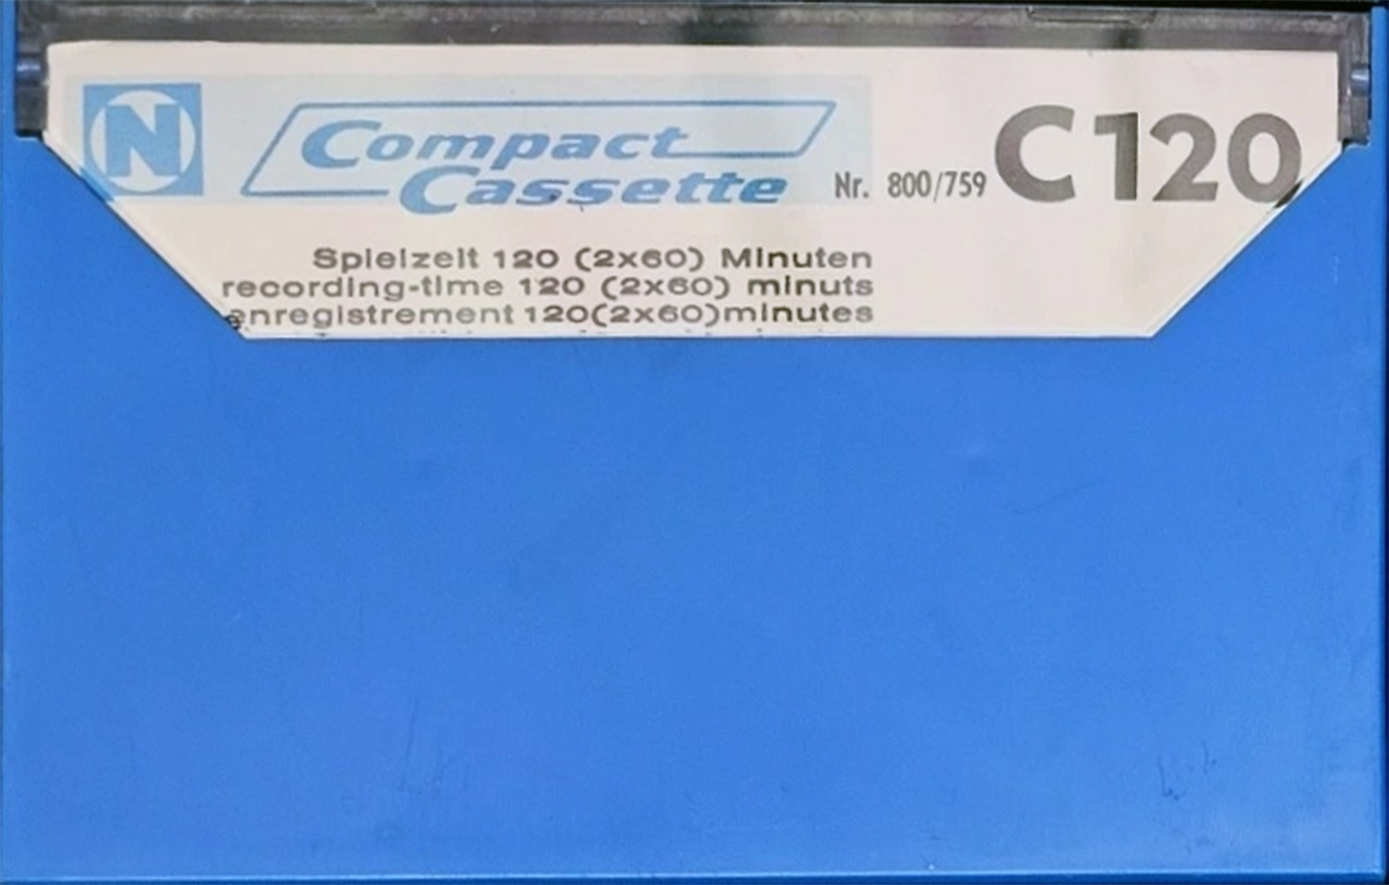 N
Compact
Cassette
Nr. 800/759
C120
Spielzeit 120 (2x60) Minuten
recording-time 120 (2x60) minuts
enregistrement 120(2x60)minutes